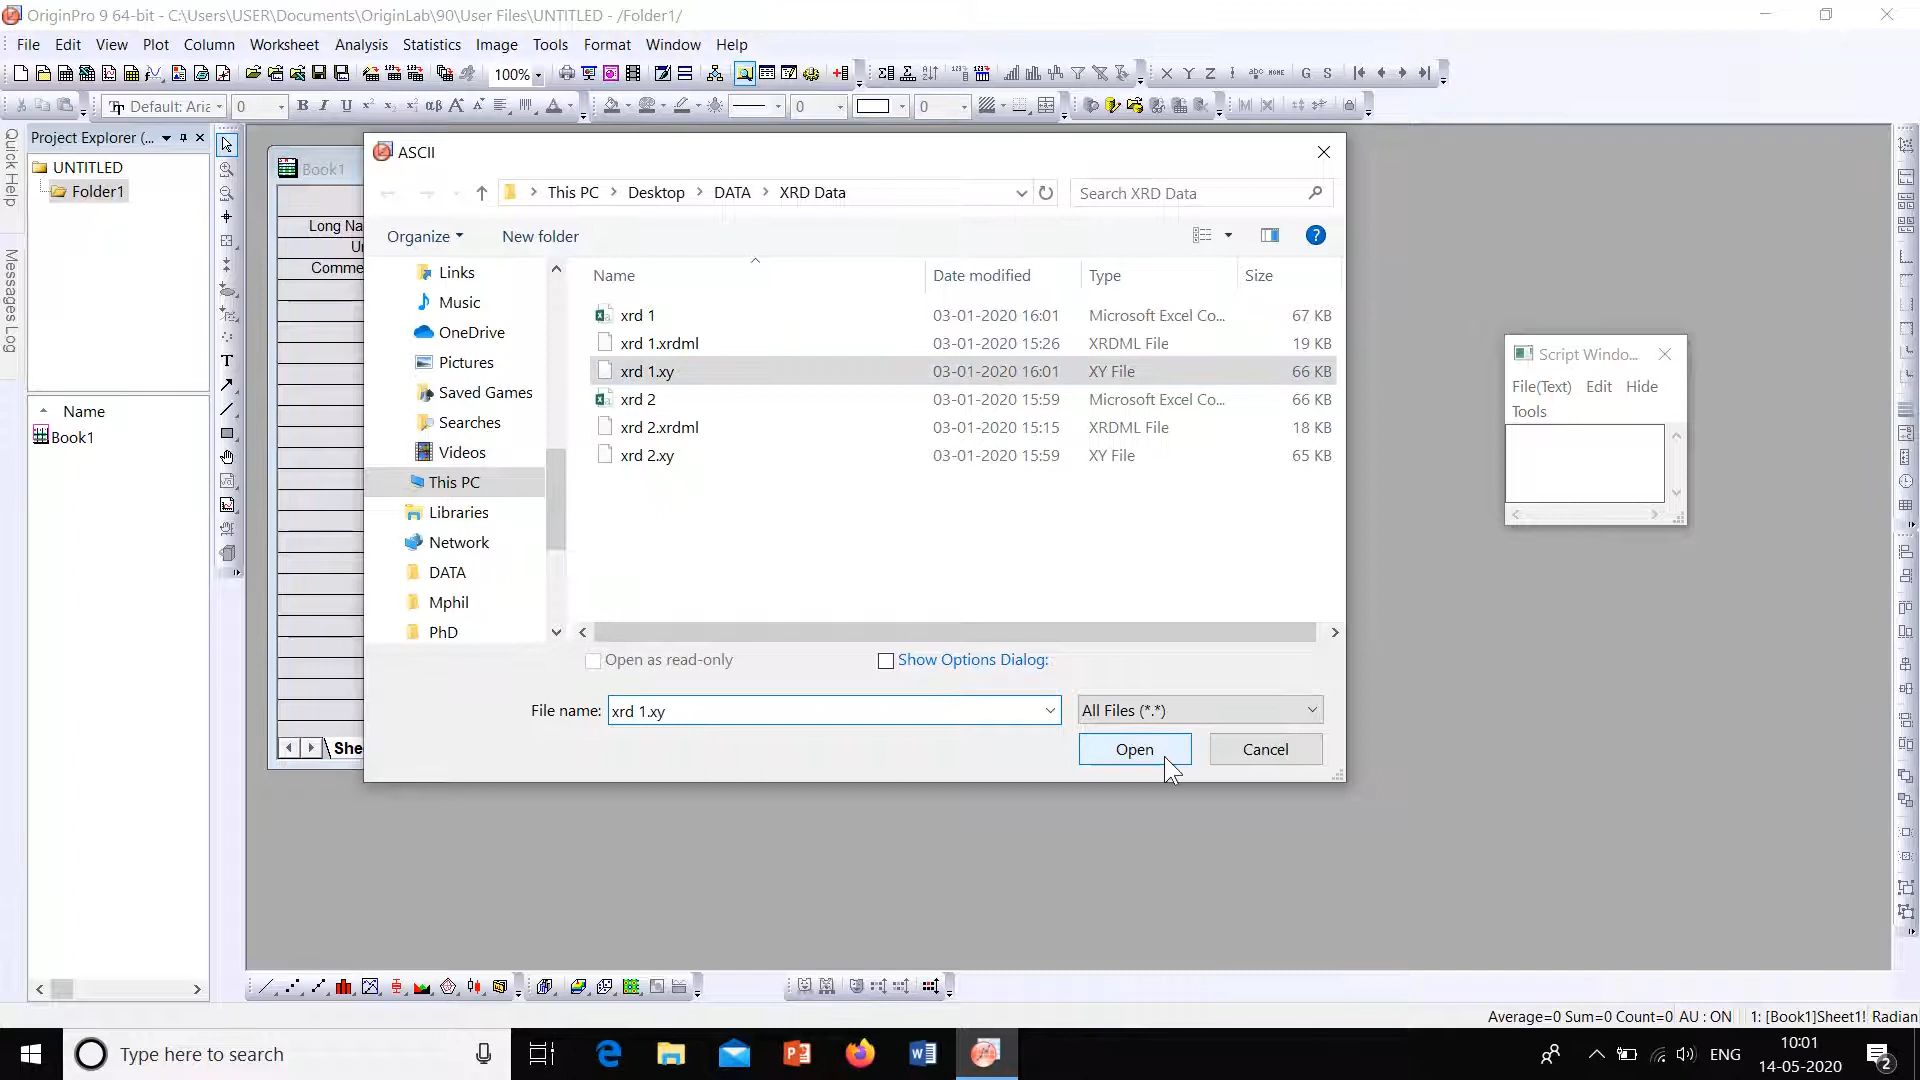 OriginPro 9 64-bit - C:\Users\USER\Documents\OriginLab\90\User Files\UNTITLED - /Folder1/
File Edit View Plot Column Worksheet Analysis Statistics Image Tools Format Window Help
100%
Default: Aria 0 B I U 0 0
Quick Help
Messages Log
Project Explorer (...
UNTITLED
Folder1
Name
Book1
Book1
Long Na
Un
Comme
She
ASCII
This PC > Desktop > DATA > XRD Data
Search XRD Data
Organize New folder
Links
Music
OneDrive
Pictures
Saved Games
Searches
Videos
This PC
Libraries
Network
DATA
Mphil
PhD
Name Date modified Type Size
xrd 1 03-01-2020 16:01 Microsoft Excel Co... 67 KB
xrd 1.xrdml 03-01-2020 15:26 XRDML File 19 KB
xrd 1.xy 03-01-2020 16:01 XY File 66 KB
xrd 2 03-01-2020 15:59 Microsoft Excel Co... 66 KB
xrd 2.xrdml 03-01-2020 15:15 XRDML File 18 KB
xrd 2.xy 03-01-2020 15:59 XY File 65 KB
Open as read-only Show Options Dialog:
File name: xrd 1.xy All Files (*.*)
Open Cancel
Script Windo...
File(Text) Edit Hide
Tools
Average=0 Sum=0 Count=0 AU : ON 1: [Book1]Sheet1! Radian
Type here to search
ENG
10:01
14-05-2020
2